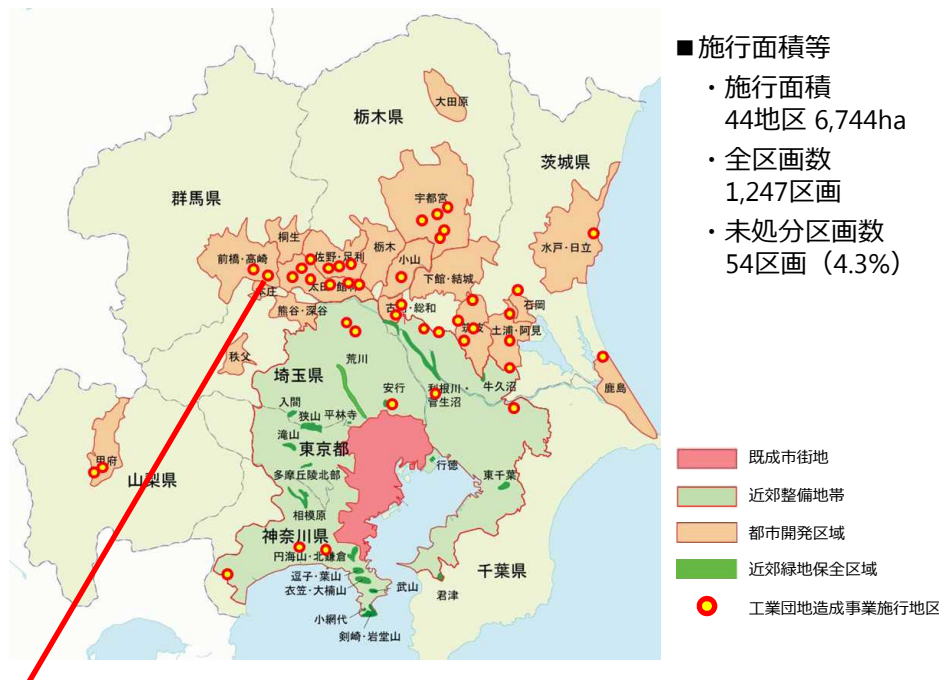 ■施行面積等
・施行面積
44地区 6,744ha
・全区画数
1,247区画
・未処分区画数
54区画（4.3%）
大田原
栃木県
茨城県
群馬県
宇都宮
桐生
佐野・足利
栃木
水戸・日立
前橋・高崎
小山
下館・結城
太田・館林
石岡
熊谷・深谷
総和
土浦・阿見
秩父
荒川
埼玉県
鹿島
安行
利根川・
菅生沼
牛久沼
入間
狭山
平林寺
滝山
東京都
行徳
多摩丘陵北部
東千葉
甲府
山梨県
相模原
神奈川県
円海山・北鎌倉
千葉県
逗子・葉山
武山
衣笠・大楠山
君津
小網代
剣崎・岩堂山
既成市街地
近郊整備地帯
都市開発区域
近郊緑地保全区域
工業団地造成事業施行地区